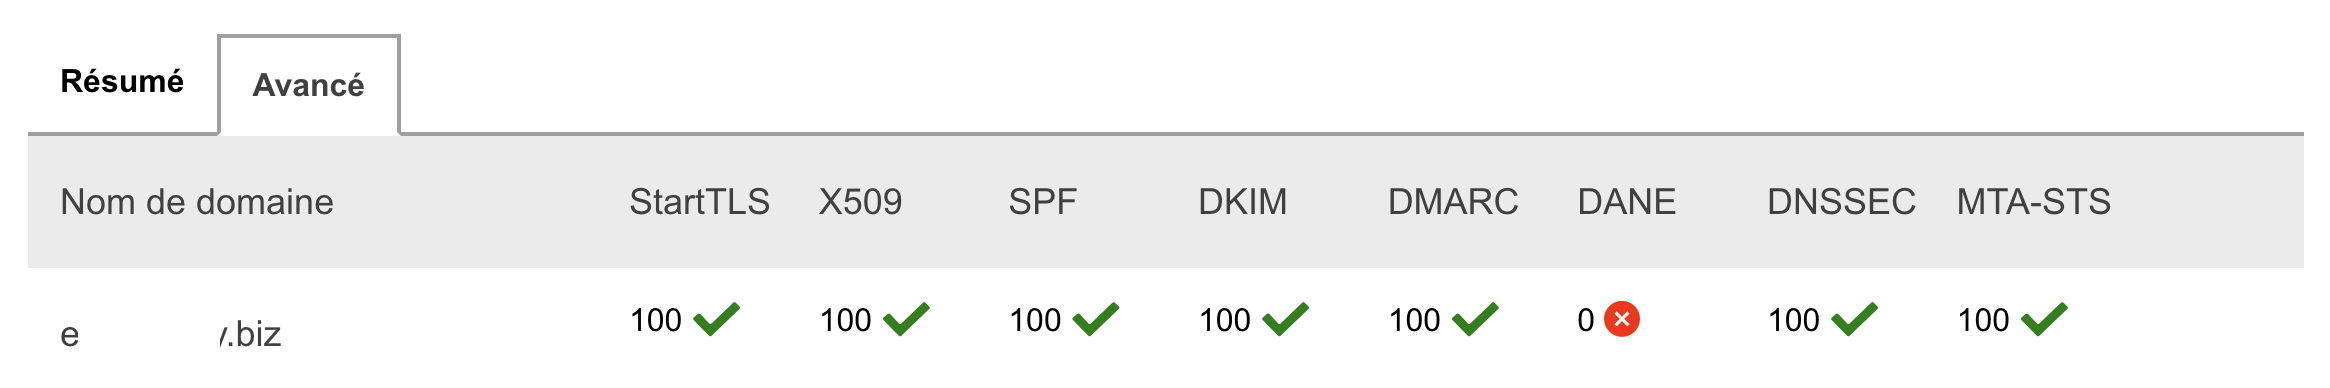 Résumé Avancé
Nom de domaine StartTLS X509 SPF DKIM DMARC DANE DNSSEC MTA-STS
e .biz 100 100 100 100 100 0 100 100